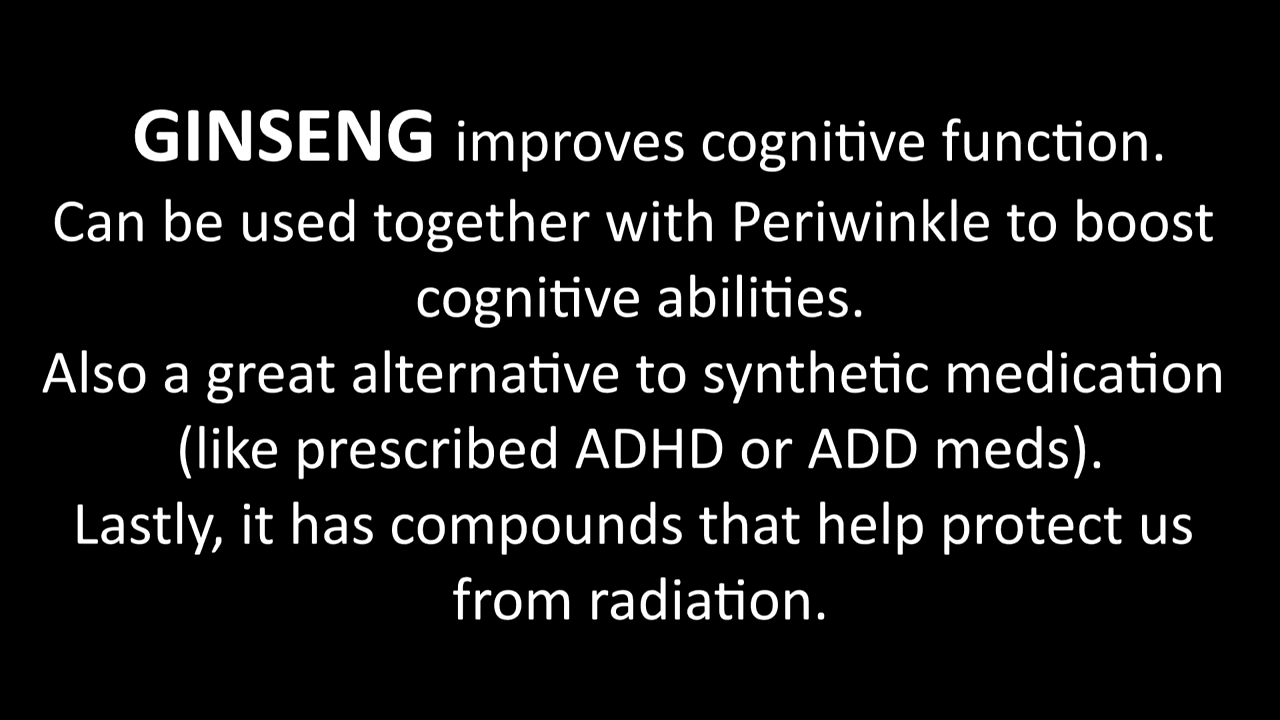 GINSENG improves cognitive function.
Can be used together with Periwinkle to boost
cognitive abilities.
Also a great alternative to synthetic medication
(like prescribed ADHD or ADD meds).
Lastly, it has compounds that help protect us
from radiation.